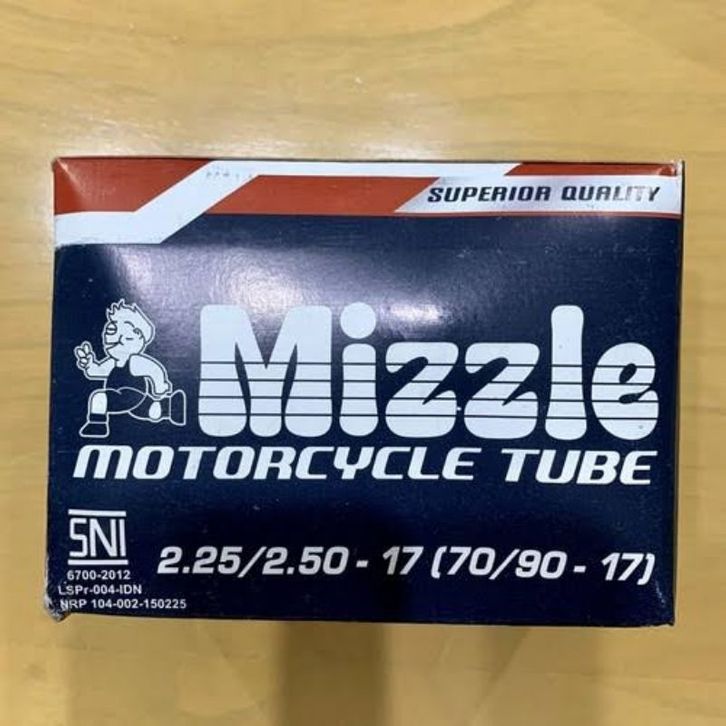 SUPERIOR QUALITY
Mizzle
MOTORCYCLE TUBE
SNI
6700-2012
LSPr-004-IDN
NRP 104-002-150225
2.25/2.50 - 17 (70/90 - 17)